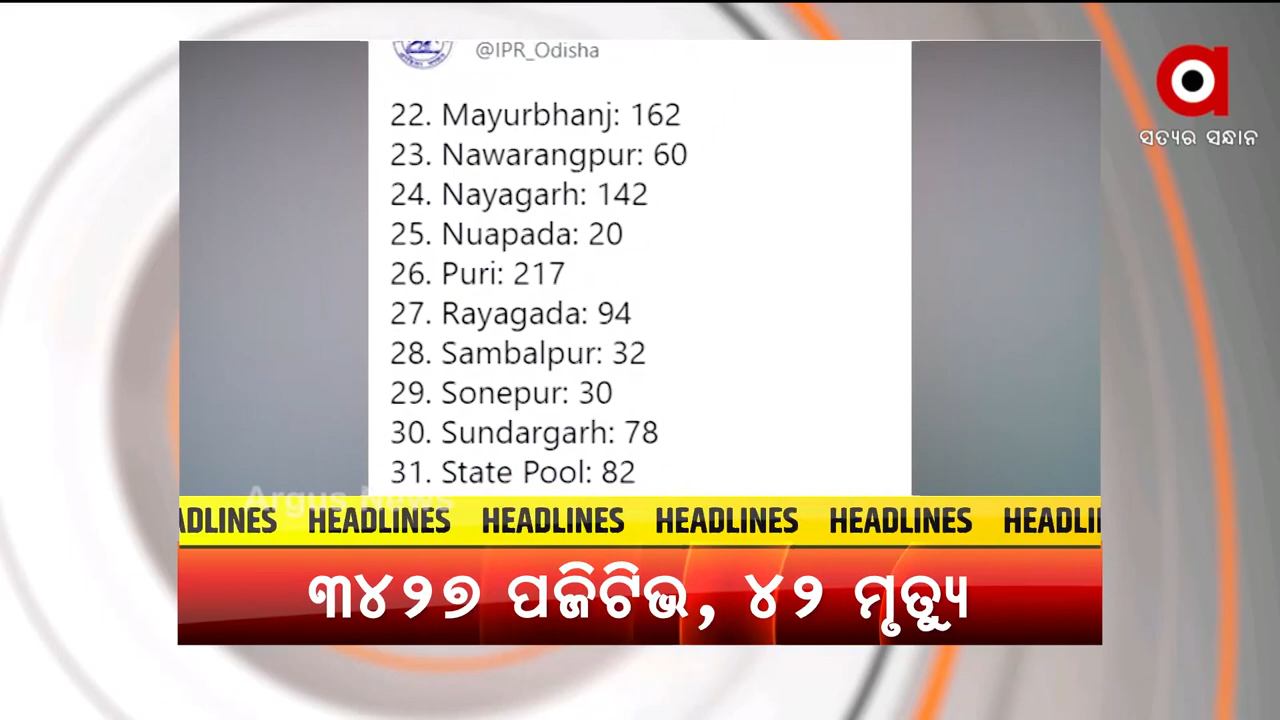 @IPR_Odisha
22. Mayurbhanj: 162
23. Nawarangpur: 60
24. Nayagarh: 142
25. Nuapada: 20
26. Puri: 217
27. Rayagada: 94
28. Sambalpur: 32
29. Sonepur: 30
30. Sundargarh: 78
31. State Pool: 82
a
ସତ୍ୟର ସନ୍ଧାନ
Argus News
ADLINES HEADLINES HEADLINES HEADLINES HEADLINES HEADLI
୩୪୨୭ ପଜିଟିଭ, ୪୨ ମୃତ୍ୟୁ